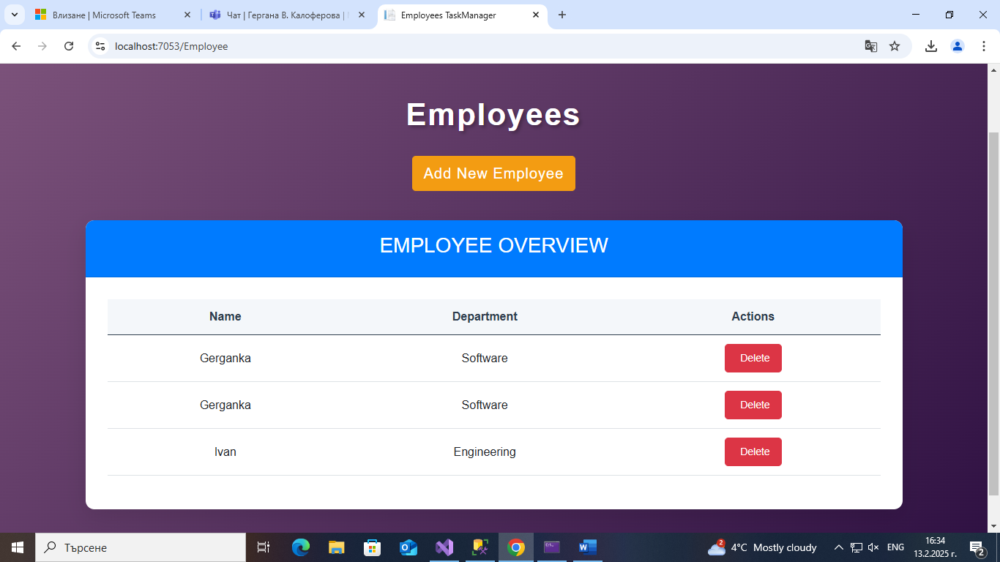 Влизане | Microsoft Teams
Чат | Гергана В. Калоферова |
Employees TaskManager
localhost:7053/Employee
Employees
Add New Employee
EMPLOYEE OVERVIEW
Name Department Actions
Gerganka Software Delete
Gerganka Software Delete
Ivan Engineering Delete
Търсене
2
4°C Mostly cloudy
ENG
16:34
13.2.2025 г.
2